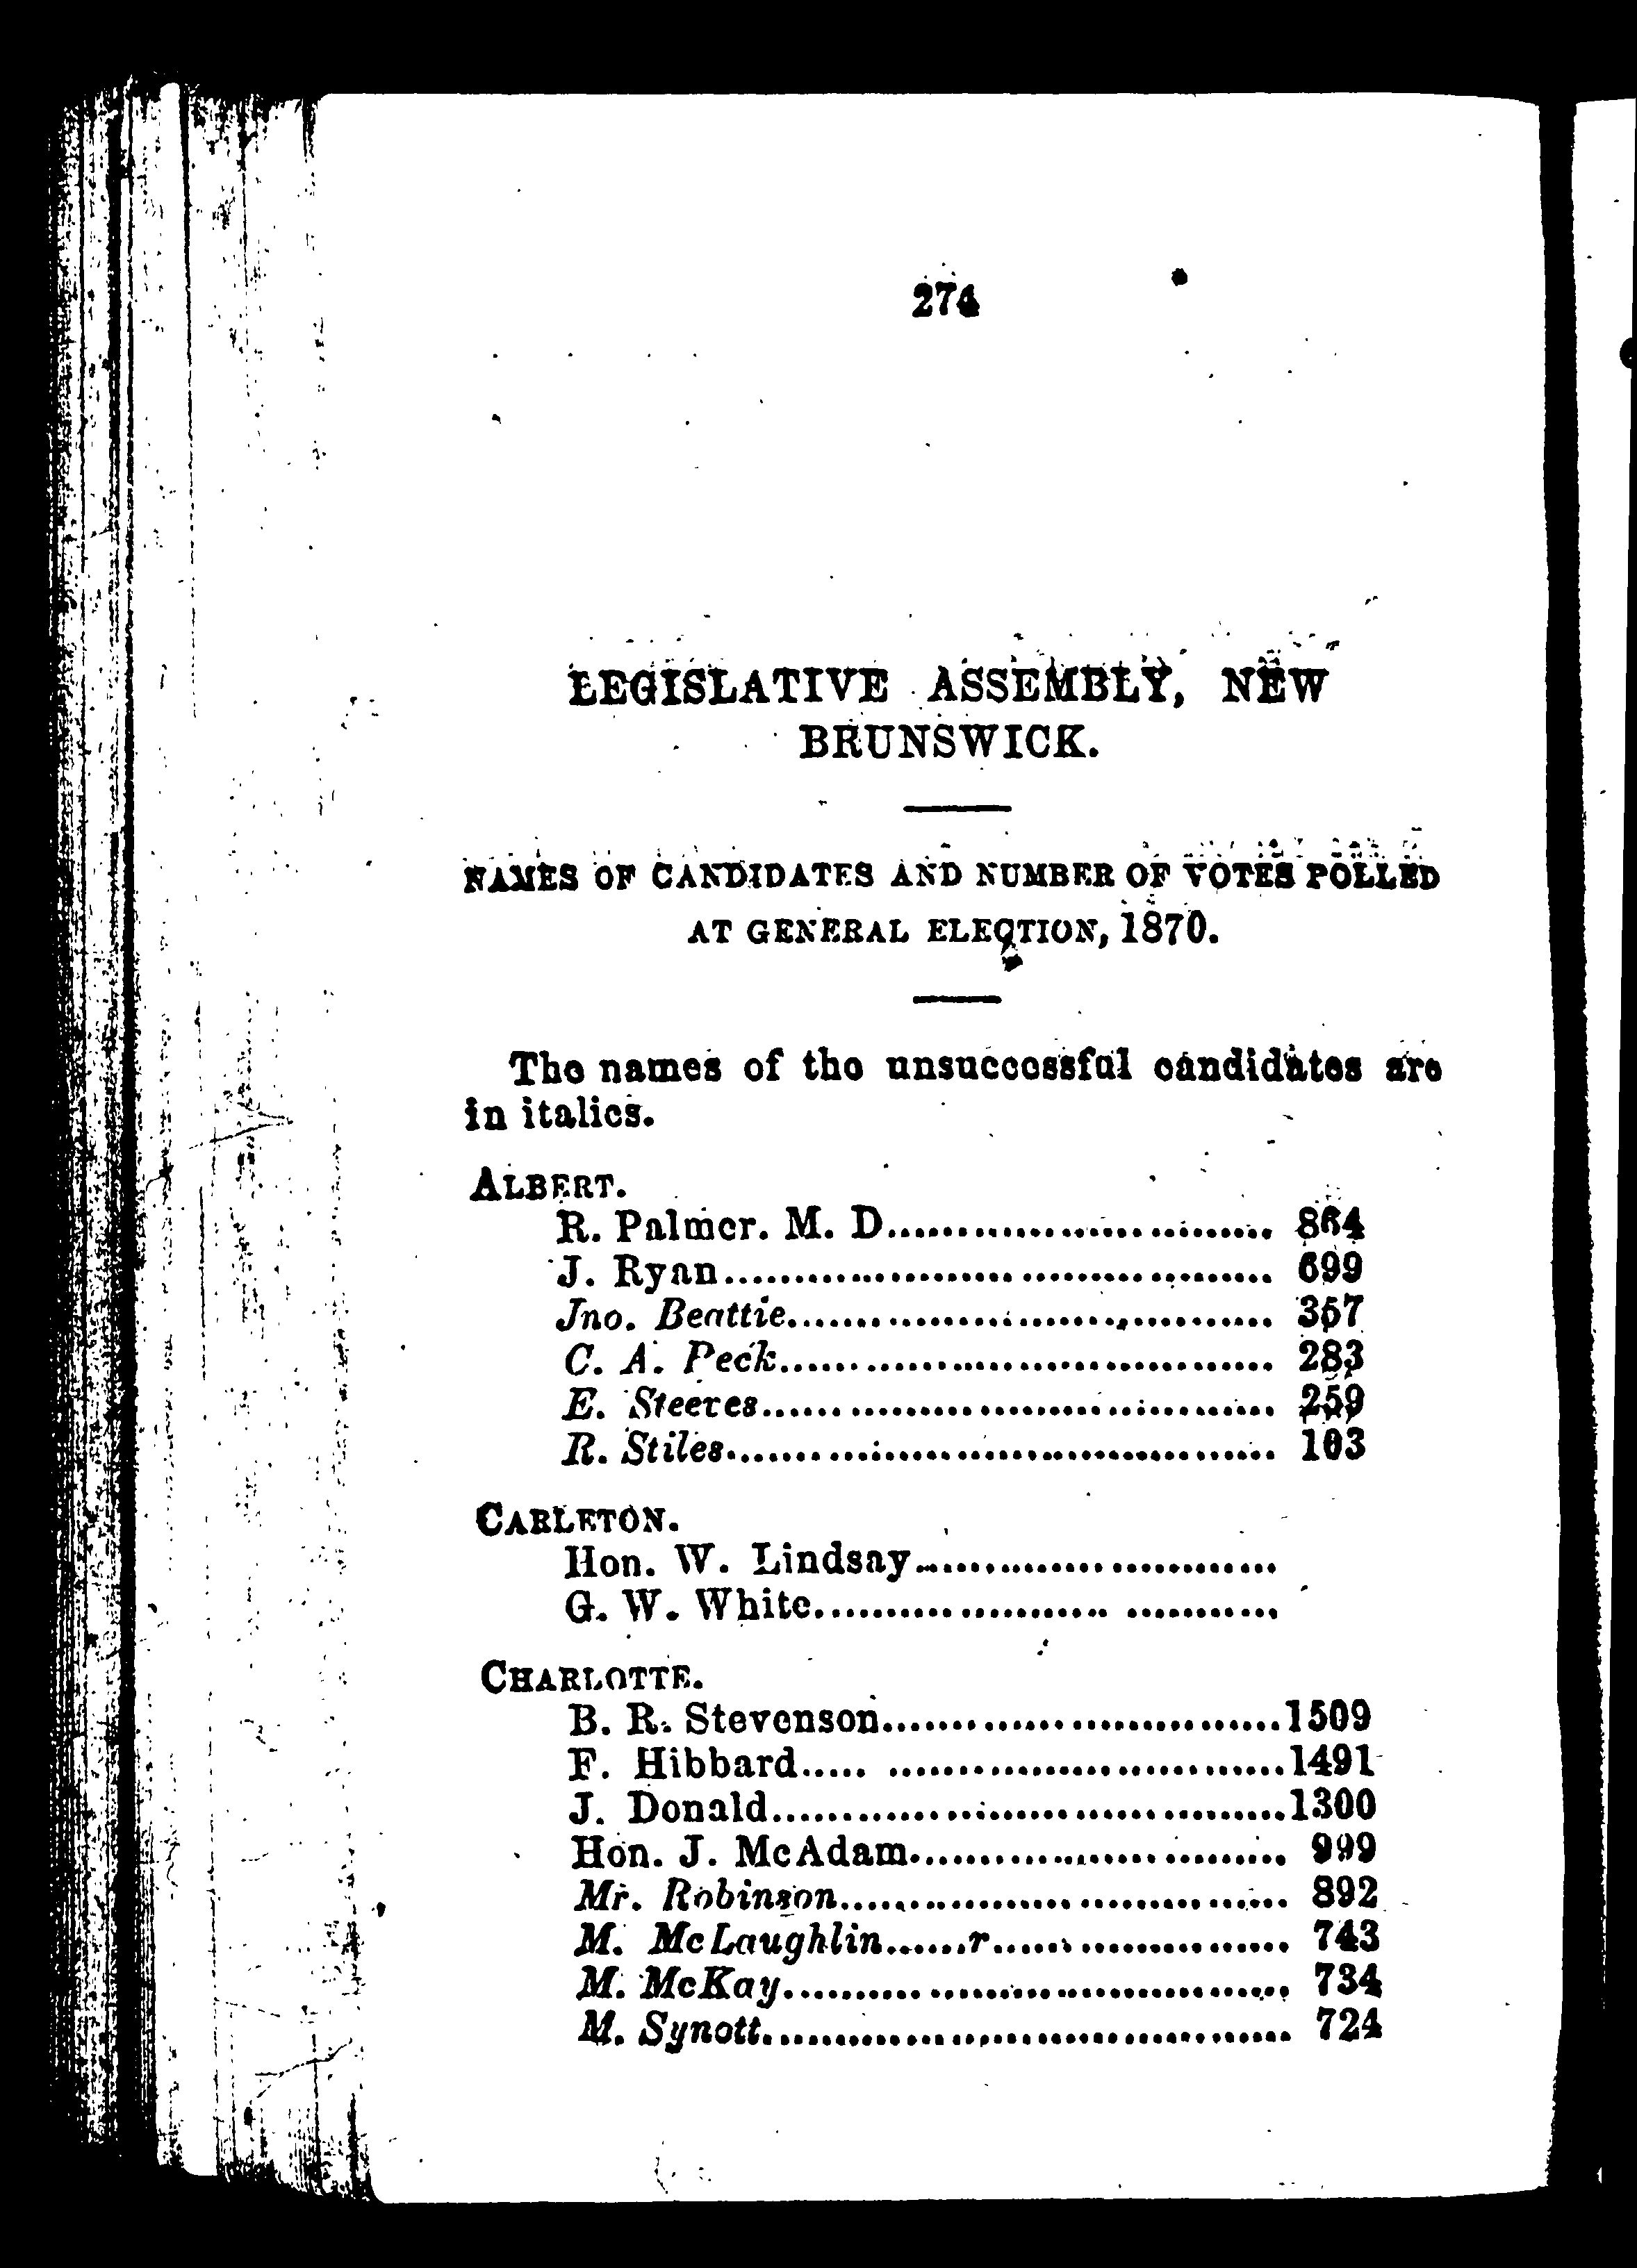 274
LEGISLATIVE ASSEMBLY, NEW
BRUNSWICK.
NAMES OF CANDIDATES AND NUMBER OF VOTES POLLED
AT GENERAL ELECTION, 1870.
The names of the unsuccessful candidates are
in italics.
ALBERT.
R. Palmer. M. D.............................. 864
J. Ryan...................................... 699
Jno. Beattie................................. 357
C. A. Peck................................... 283
E. Steeves................................... 259
R. Stiles.................................... 103
CARLETON.
Hon. W. Lindsay.........................
G. W. White................................
CHARLOTTE.
B. R. Stevenson............................1509
F. Hibbard..... ............................1491
J. Donald...................................1300
Hon. J. McAdam.......................... 999
Mr. Robinson............................... 892
M. McLaughlin......r..................... 743
M. McKay................................... 734
M. Synott..................................... 724